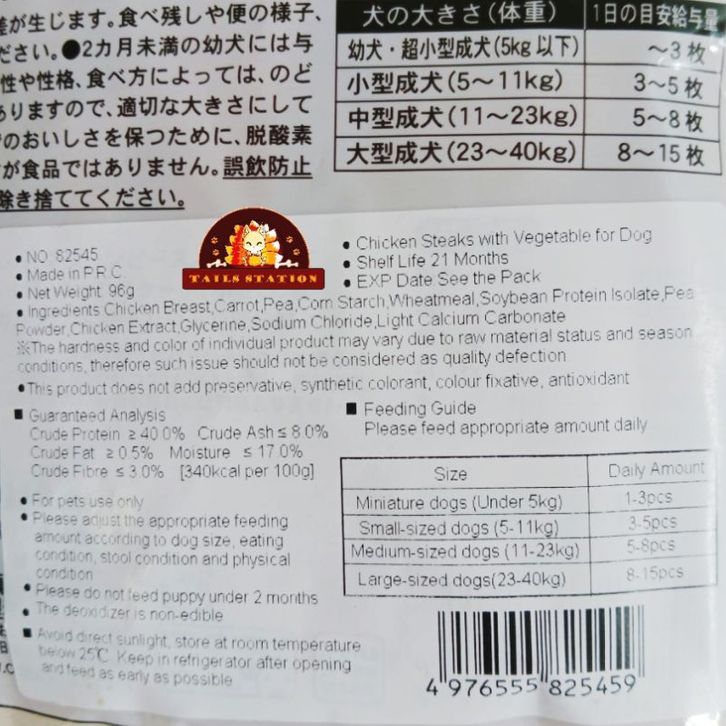 差が生じます。食べ残しや便の様子、
ださい。●2カ月未満の幼犬には与
性や性格、食べ方によっては、のど
ありますので、適切な大きさにして
のおいしさを保つために、脱酸素
が食品ではありません。誤飲防止
除き捨ててください。
犬の大きさ(体重) 1日の目安給与量
幼犬・超小型成犬(5kg以下) ～3枚
小型成犬(5～11kg) 3～5枚
中型成犬(11～23kg) 5～8枚
大型成犬(23～40kg) 8～15枚
TAILS STATION
• NO 82545
• Made in P.R.C.
• Net Weight 96g
• Chicken Steaks with Vegetable for Dog
• Shelf Life 21 Months
• EXP Date See the Pack
• Ingredients Chicken Breast,Carrot,Pea,Corn Starch,Wheatmeal,Soybean Protein Isolate,Pea
Powder,Chicken Extract,Glycerine,Sodium Chloride,Light Calcium Carbonate
※The hardness and color of individual product may vary due to raw material status and season
conditions, therefore such issue should not be considered as quality defection
• This product does not add preservative, synthetic colorant, colour fixative, antioxidant
■ Guaranteed Analysis
Crude Protein ≥ 40.0% Crude Ash ≤ 8.0%
Crude Fat ≥ 0.5% Moisture ≤ 17.0%
Crude Fibre ≤ 3.0% [340kcal per 100g]
• For pets use only
• Please adjust the appropriate feeding
amount according to dog size, eating
condition, stool condition and physical
condition
• Please do not feed puppy under 2 months
• The deoxidizer is non-edible
■ Avoid direct sunlight, store at room temperature
below 25℃ Keep in refrigerator after opening
and feed as early as possible
■ Feeding Guide
Please feed appropriate amount daily
Size Daily Amount
Miniature dogs (Under 5kg) 1-3pcs
Small-sized dogs (5-11kg) 3-5pcs
Medium-sized dogs (11-23kg) 5-8pcs
Large-sized dogs(23-40kg) 8-15pcs
4 976555 825459